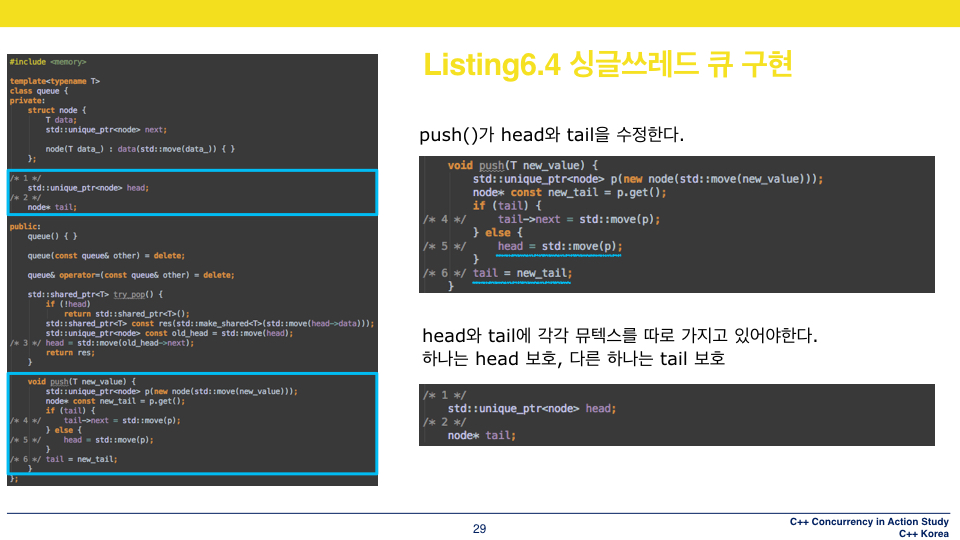 Listing6.4 싱글쓰레드 큐 구현
#include <memory>
template<typename T>
class queue {
private:
struct node {
T data;
std::unique_ptr<node> next;
node(T data_) : data(std::move(data_)) { }
};
/* 1 */
std::unique_ptr<node> head;
/* 2 */
node* tail;
public:
queue() { }
queue(const queue& other) = delete;
queue& operator=(const queue& other) = delete;
std::shared_ptr<T> try_pop() {
if (!head)
return std::shared_ptr<T>();
std::shared_ptr<T> const res(std::make_shared<T>(std::move(head->data)));
std::unique_ptr<node> const old_head = std::move(head);
/* 3 */ head = std::move(old_head->next);
return res;
}
void push(T new_value) {
std::unique_ptr<node> p(new node(std::move(new_value)));
node* const new_tail = p.get();
if (tail) {
/* 4 */ tail->next = std::move(p);
} else {
/* 5 */ head = std::move(p);
}
/* 6 */ tail = new_tail;
}
};
push()가 head와 tail을 수정한다.
void push(T new_value) {
std::unique_ptr<node> p(new node(std::move(new_value)));
node* const new_tail = p.get();
if (tail) {
/* 4 */ tail->next = std::move(p);
} else {
/* 5 */ head = std::move(p);
}
/* 6 */ tail = new_tail;
}
head와 tail에 각각 뮤텍스를 따로 가지고 있어야한다.
하나는 head 보호, 다른 하나는 tail 보호
/* 1 */
std::unique_ptr<node> head;
/* 2 */
node* tail;
29
C++ Concurrency in Action Study
C++ Korea